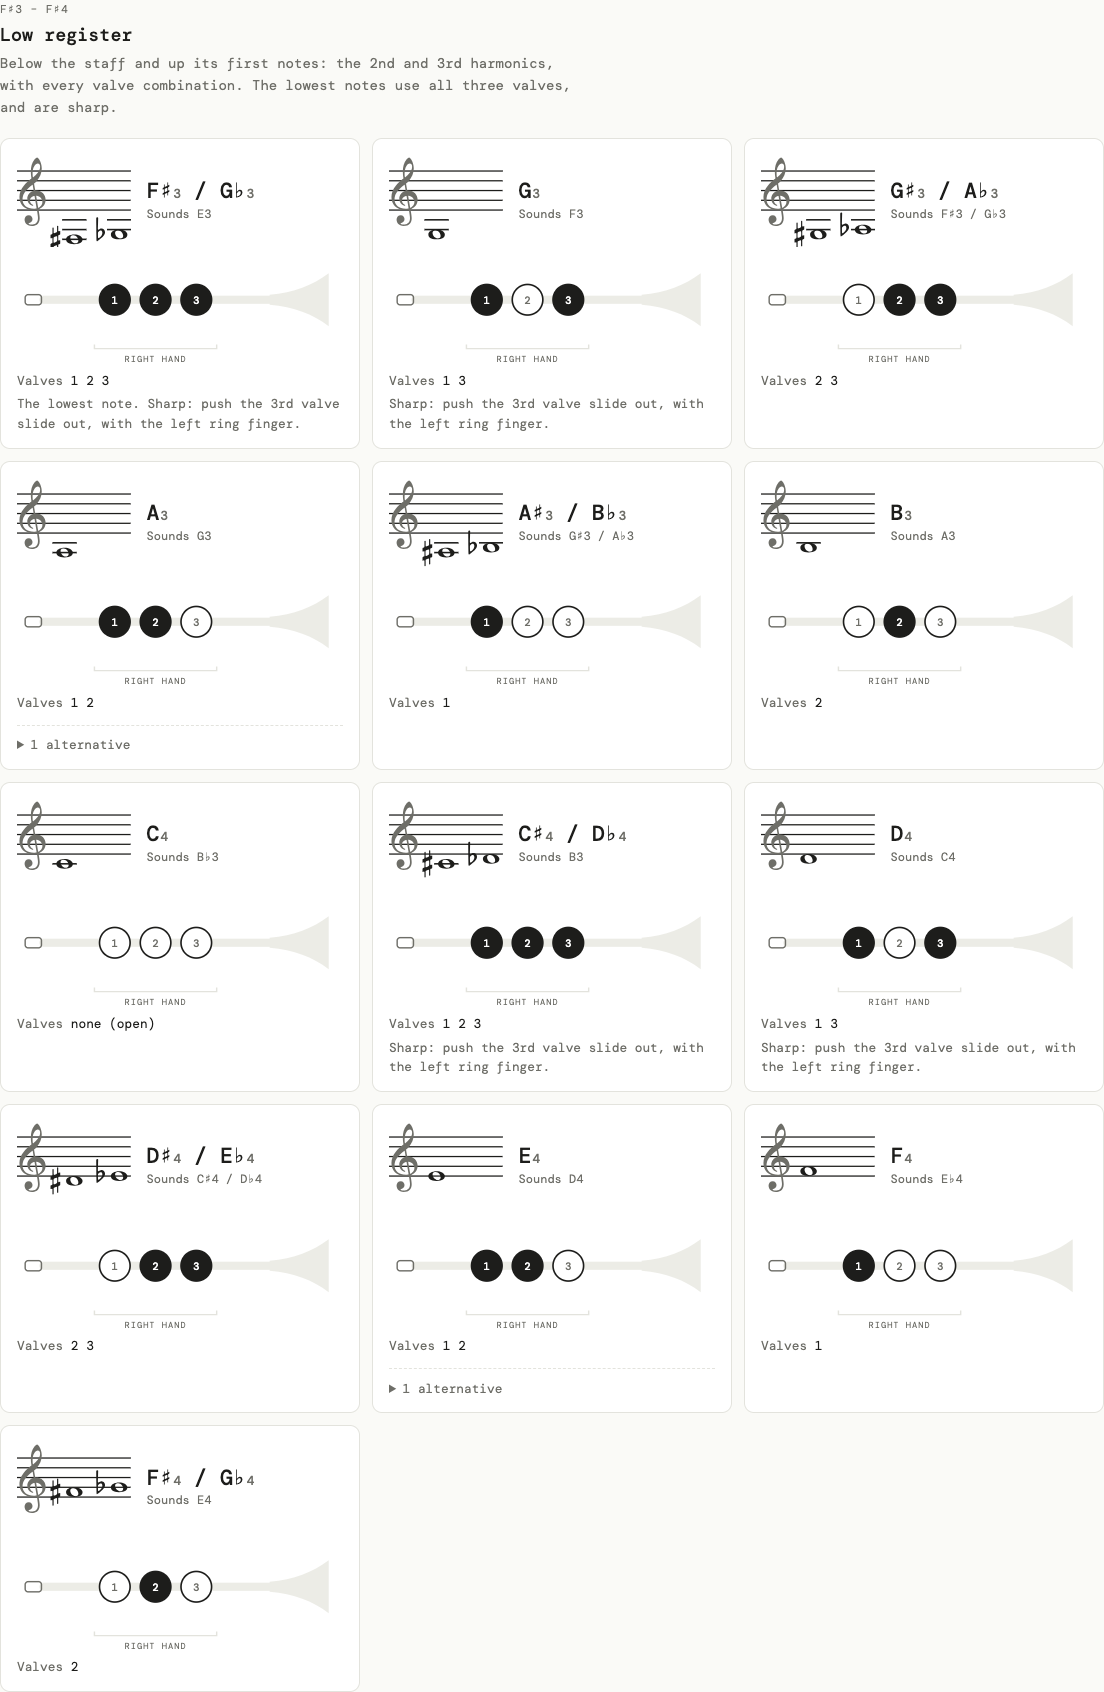 F♯3 – F♯4
Low register
Below the staff and up its first notes: the 2nd and 3rd harmonics,
with every valve combination. The lowest notes use all three valves,
and are sharp.
F♯3 / G♭3
Sounds E3
1 2 3
RIGHT HAND
Valves 1 2 3
The lowest note. Sharp: push the 3rd valve
slide out, with the left ring finger.
G3
Sounds F3
1 2 3
RIGHT HAND
Valves 1 3
Sharp: push the 3rd valve slide out, with
the left ring finger.
G♯3 / A♭3
Sounds F♯3 / G♭3
1 2 3
RIGHT HAND
Valves 2 3
A3
Sounds G3
1 2 3
RIGHT HAND
Valves 1 2
▶ 1 alternative
A♯3 / B♭3
Sounds G♯3 / A♭3
1 2 3
RIGHT HAND
Valves 1
B3
Sounds A3
1 2 3
RIGHT HAND
Valves 2
C4
Sounds B♭3
1 2 3
RIGHT HAND
Valves none (open)
C♯4 / D♭4
Sounds B3
1 2 3
RIGHT HAND
Valves 1 2 3
Sharp: push the 3rd valve slide out, with
the left ring finger.
D4
Sounds C4
1 2 3
RIGHT HAND
Valves 1 3
Sharp: push the 3rd valve slide out, with
the left ring finger.
D♯4 / E♭4
Sounds C♯4 / D♭4
1 2 3
RIGHT HAND
Valves 2 3
E4
Sounds D4
1 2 3
RIGHT HAND
Valves 1 2
▶ 1 alternative
F4
Sounds E♭4
1 2 3
RIGHT HAND
Valves 1
F♯4 / G♭4
Sounds E4
1 2 3
RIGHT HAND
Valves 2